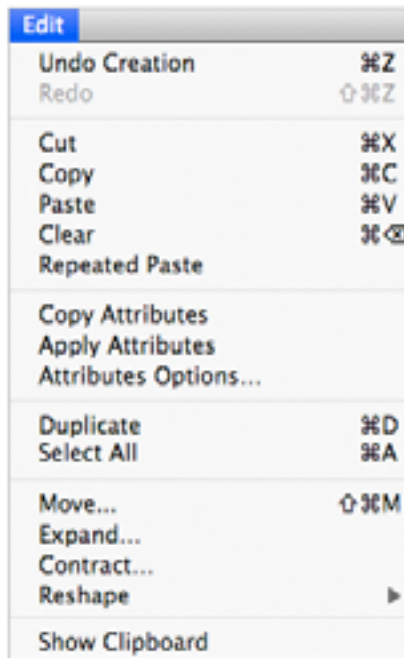 Edit
Undo Creation ⌘Z
Redo ⇧⌘Z
Cut ⌘X
Copy ⌘C
Paste ⌘V
Clear ⌘⌫
Repeated Paste
Copy Attributes
Apply Attributes
Attributes Options...
Duplicate ⌘D
Select All ⌘A
Move... ⇧⌘M
Expand...
Contract...
Reshape ▶
Show Clipboard